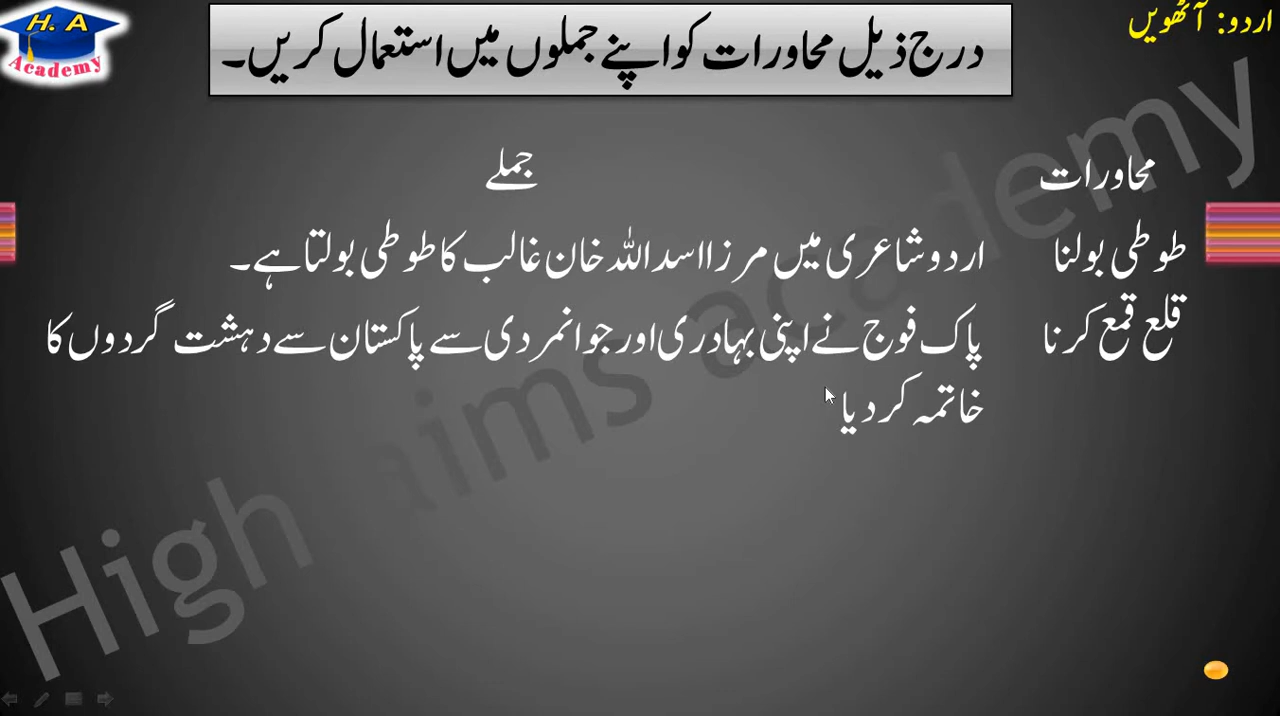 H. A
Academy
اردو: آٹھویں
درج ذیل محاورات کو اپنے جملوں میں استعمال کریں۔
محاورات جملے
طوطی بولنا اردو شاعری میں مرزا اسد اللہ خان غالب کا طوطی بولتا ہے۔
قلع قمع کرنا پاک فوج نے اپنی بہادری اور جوانمردی سے پاکستان سے دہشت گردوں کا
خاتمہ کر دیا
High aims academy